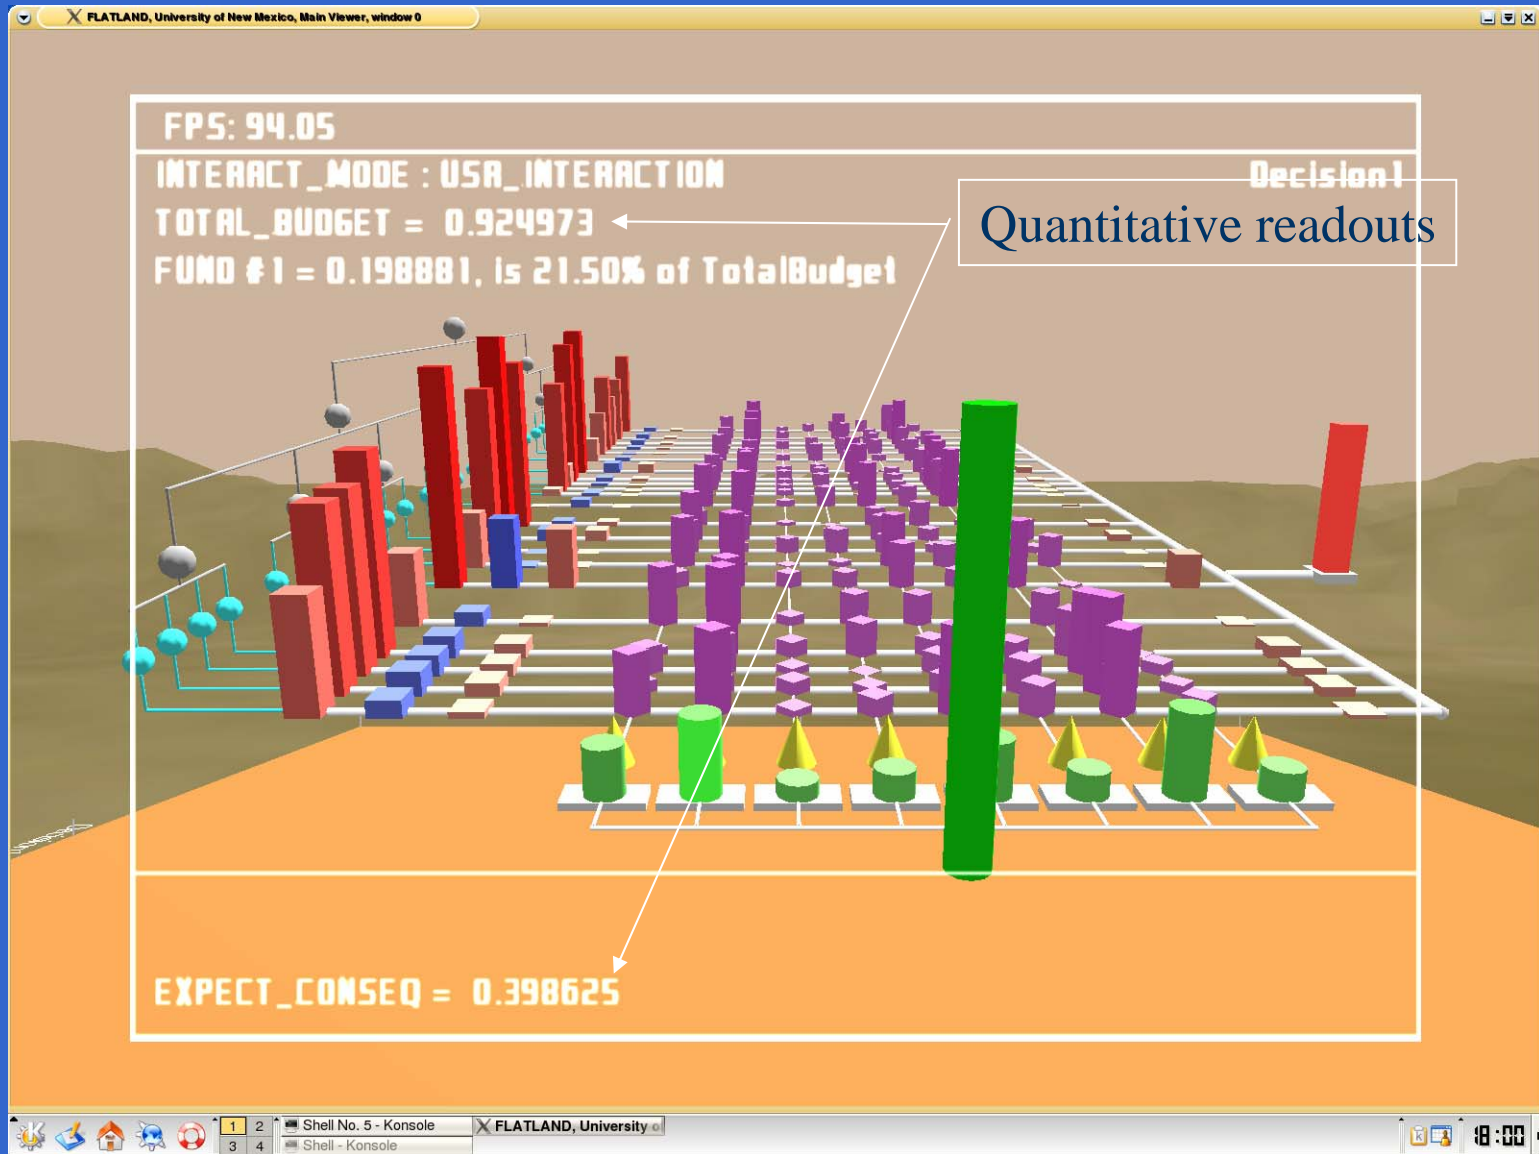 FLATLAND, University of New Mexico, Main Viewer, window 0
FPS: 94.05
INTERACT_MODE : USR_INTERACTION
Decision1
TOTAL_BUDGET = 0.924973
Quantitative readouts
FUND #1 = 0.198881, is 21.50% of TotalBudget
EXPECT_CONSEQ = 0.398625
1 2
3 4
Shell No. 5 - Konsole
Shell - Konsole
FLATLAND, University o
18:00